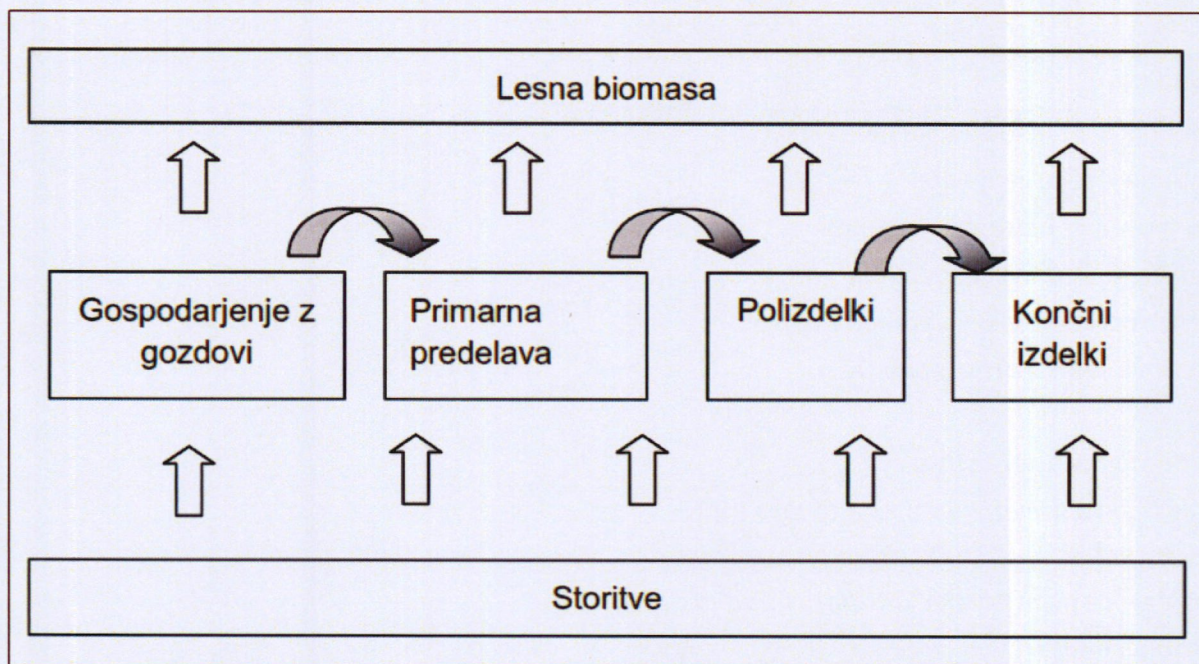 Lesna biomasa
Gospodarjenje z
gozdovi
Primarna
predelava
Polizdelki
Končni
izdelki
Storitve